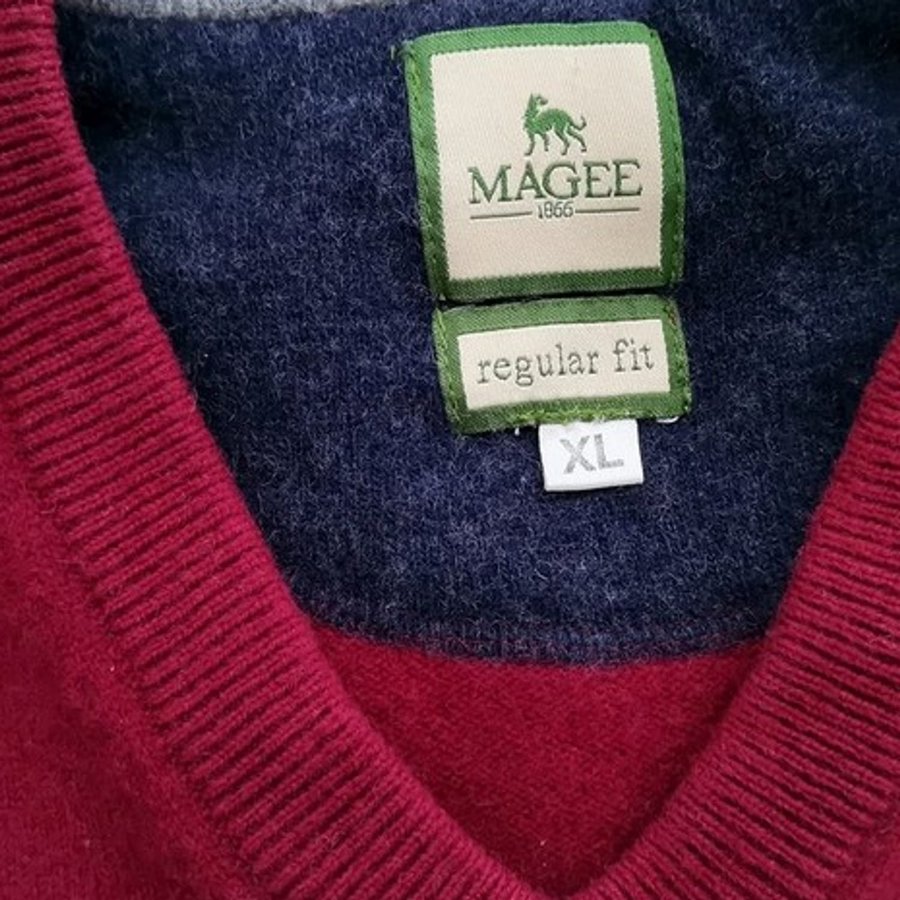 MAGEE
1866
regular fit
XL